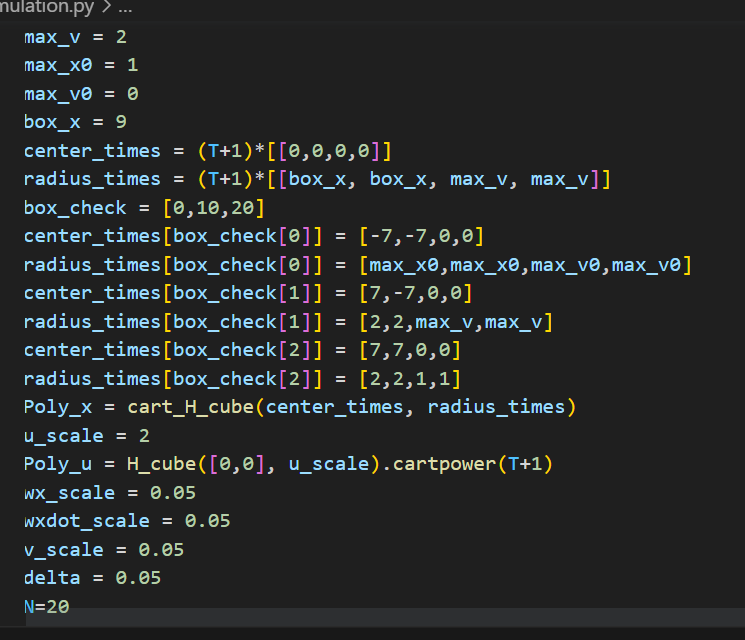 mulation.py > ...
max_v = 2
max_x0 = 1
max_v0 = 0
box_x = 9
center_times = (T+1)*[[0,0,0,0]]
radius_times = (T+1)*[[box_x, box_x, max_v, max_v]]
box_check = [0,10,20]
center_times[box_check[0]] = [-7,-7,0,0]
radius_times[box_check[0]] = [max_x0,max_x0,max_v0,max_v0]
center_times[box_check[1]] = [7,-7,0,0]
radius_times[box_check[1]] = [2,2,max_v,max_v]
center_times[box_check[2]] = [7,7,0,0]
radius_times[box_check[2]] = [2,2,1,1]
Poly_x = cart_H_cube(center_times, radius_times)
u_scale = 2
Poly_u = H_cube([0,0], u_scale).cartpower(T+1)
wx_scale = 0.05
wxdot_scale = 0.05
v_scale = 0.05
delta = 0.05
N=20